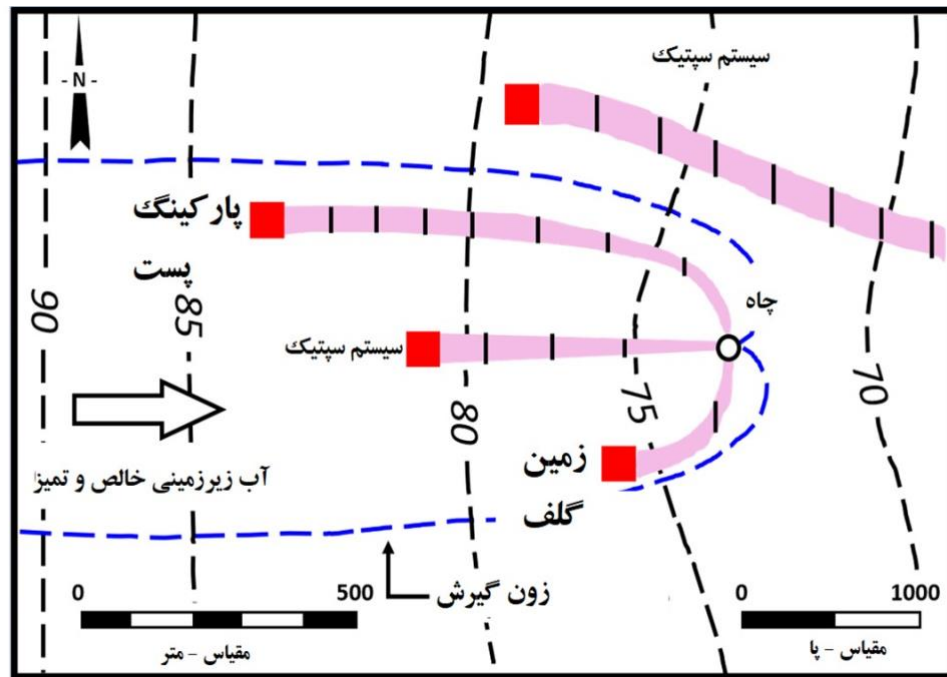 - N -
سیستم سپتیک
پارکینگ
پست
چاه
سیستم سپتیک
90
85
80
75
70
زمین
گلف
آب زیرزمینی خالص و تمیز
زون گیرش
0 500
مقیاس - متر
0 1000
مقیاس - پا